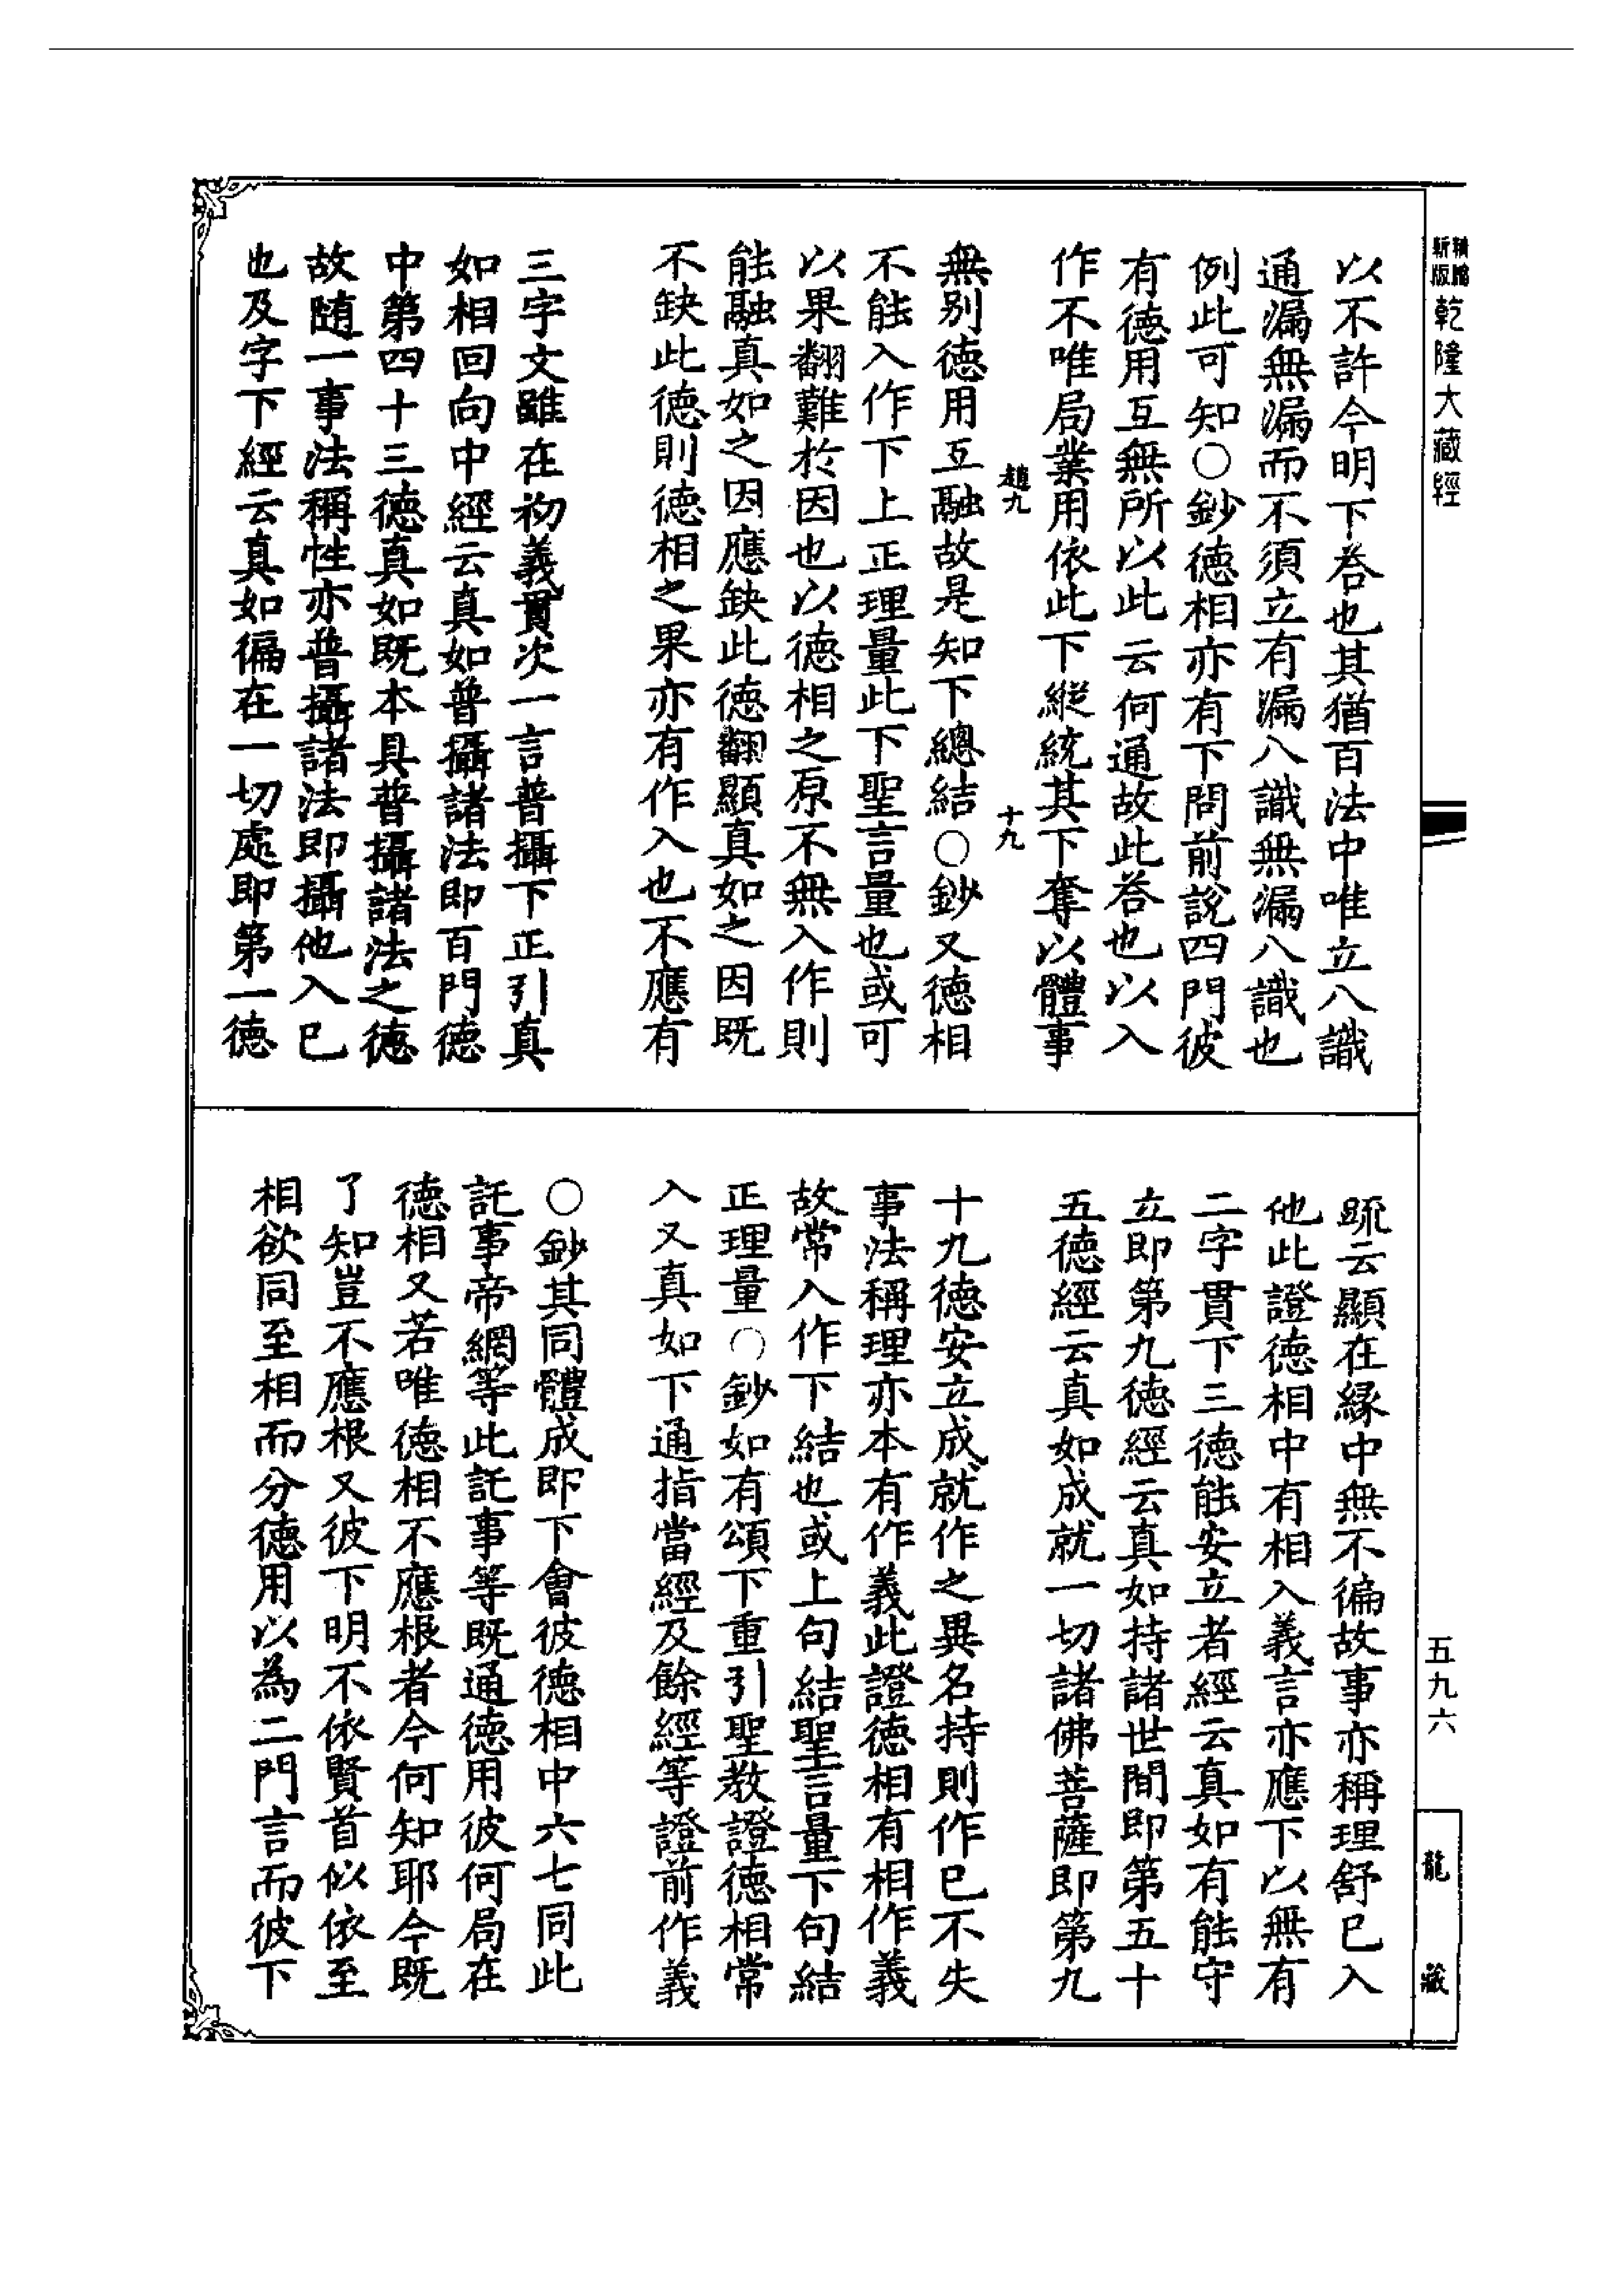 精縮
新版
乾隆大藏經
以不許今明下荅也其猶百法中唯立八識
通漏無漏而不須立有漏八識無漏八識也
例此可知○鈔德相亦有下問前說四門彼
有德用互無所以此云何通故此荅也以入
作不唯局業用依此下縱統其下奪以體事
趙九
十九
無別德用互融故是知下總結○鈔又德相
不能入作下上正理量此下聖言量也或可
以果翻難於因也以德相之原不無入作則
能融真如之因應缺此德翻顯真如之因既
不缺此德則德相之果亦有作入也不應有
三字文雖在初義貫次一言普攝下正引真
如相回向中經云真如普攝諸法即百門德
中第四十三德真如既本具普攝諸法之德
故随一事法稱性亦普攝諸法即攝他入已
也及字下經云真如徧在一切處即第一德
疏云顯在緣中無不徧故事亦稱理舒已入
他此證德相中有相入義言亦應下以無有
二字貫下三德能安立者經云真如有能守
立即第九德經云真如持諸世間即第五十
五德經云真如成就一切諸佛菩薩即第九
十九德安立成就作之異名持則作已不失
事法稱理亦本有作義此證德相有相作義
故常入作下結也或上句結聖言量下句結
正理量○鈔如有頌下重引聖教證德相常
入又真如下通指當經及餘經等證前作義
○鈔其同體成即下會彼德相中六七同此
託事帝網等此託事等既通德用彼何局在
德相又若唯德相不應根者今何知耶今既
了知豈不應根又彼下明不依賢首似依至
相欲同至相而分德用以為二門言而彼下
五九六
龍藏